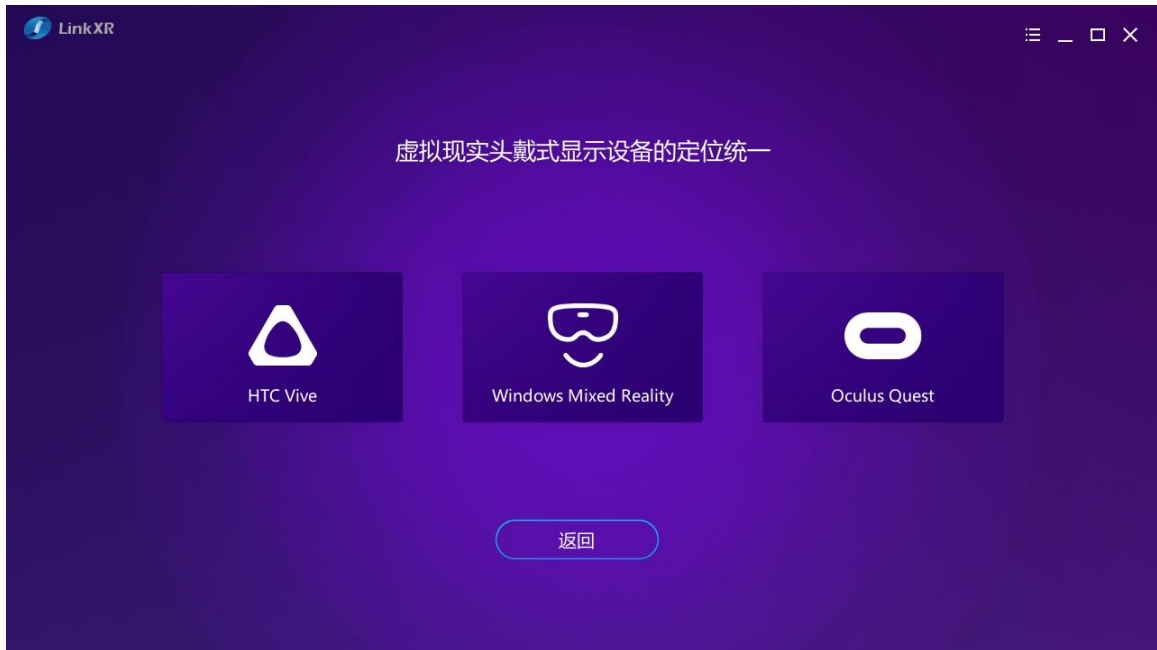 LinkXR
虚拟现实头戴式显示设备的定位统一
HTC Vive
Windows Mixed Reality
Oculus Quest
返回